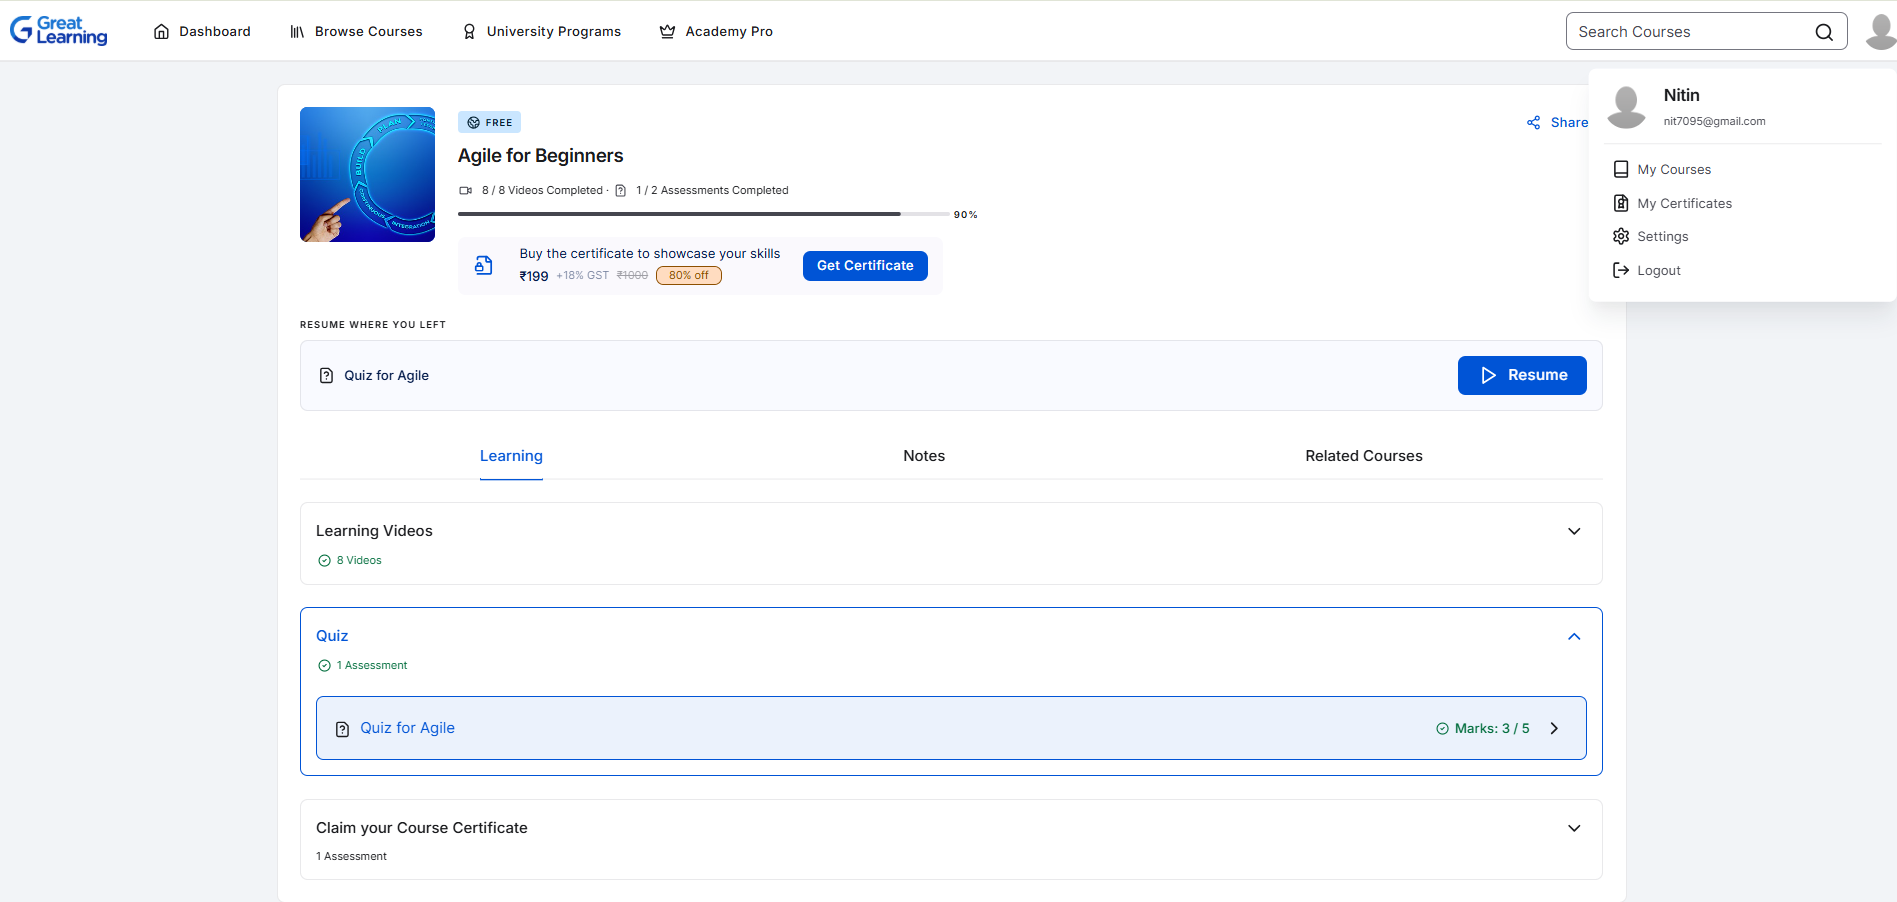 Great Learning
Dashboard
Browse Courses
University Programs
Academy Pro
Search Courses
Nitin
nit7095@gmail.com
My Courses
My Certificates
Settings
Logout
PLAN
BUILD
CONTINUOUS
INTEGRATION
FREE
Share
Agile for Beginners
8 / 8 Videos Completed · 1 / 2 Assessments Completed
90%
Buy the certificate to showcase your skills
₹199 +18% GST ₹1000 80% off
Get Certificate
RESUME WHERE YOU LEFT
Quiz for Agile
Resume
Learning
Notes
Related Courses
Learning Videos
8 Videos
Quiz
1 Assessment
Quiz for Agile
Marks: 3 / 5
Claim your Course Certificate
1 Assessment